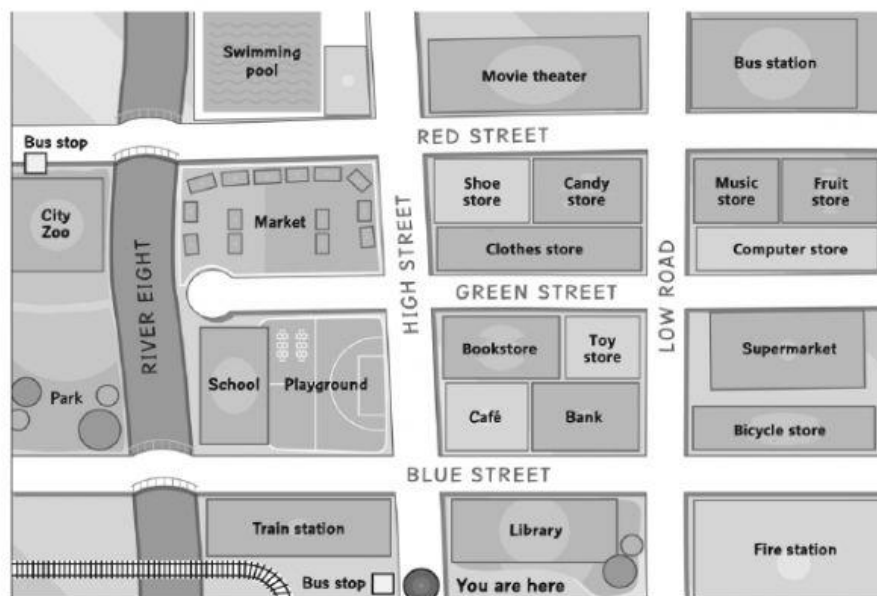 Swimming
pool
Movie theater
Bus station
RED STREET
Bus stop
Shoe
store
Candy
store
Music
store
Fruit
store
City
Zoo
Market
Clothes store
Computer store
RIVER EIGHT
HIGH STREET
GREEN STREET
LOW ROAD
Bookstore
Toy
store
Supermarket
School
Playground
Park
Café
Bank
Bicycle store
BLUE STREET
Train station
Library
Fire station
Bus stop
You are here